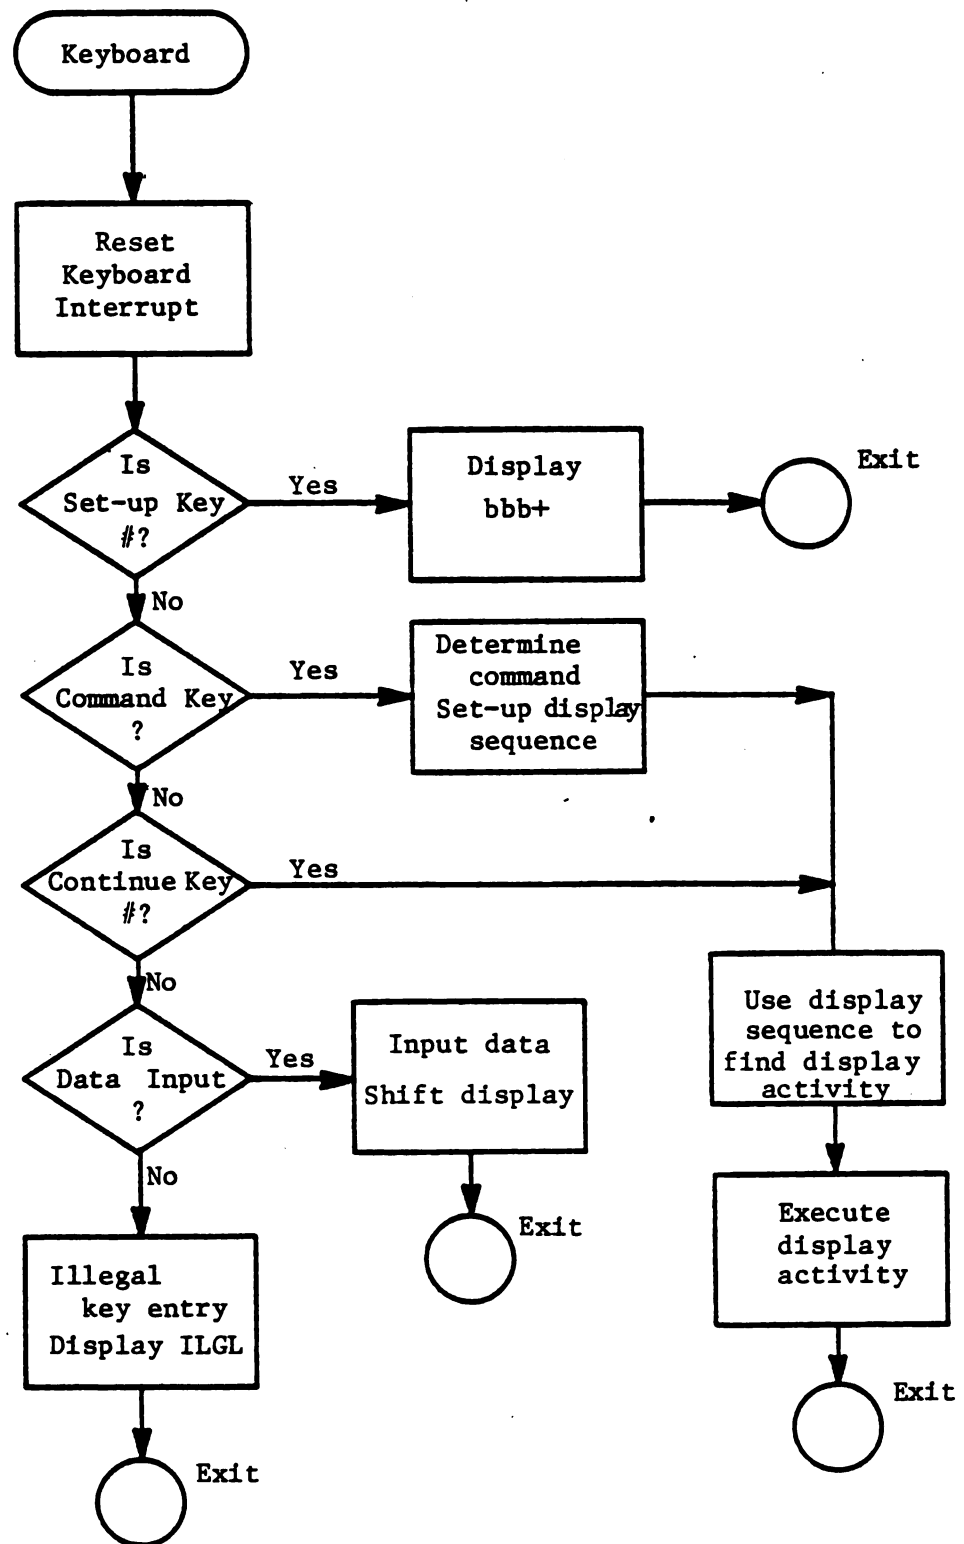 Keyboard
Reset
Keyboard
Interrupt
Is
Set-up Key
#?
Yes
Display
bbb+
Exit
No
Is
Command Key
?
Yes
Determine
command
Set-up display
sequence
No
Is
Continue Key
#?
Yes
No
Is
Data Input
?
Yes
Input data
Shift display
Exit
Use display
sequence to
find display
activity
Execute
display
activity
Exit
No
Illegal
key entry
Display ILGL
Exit